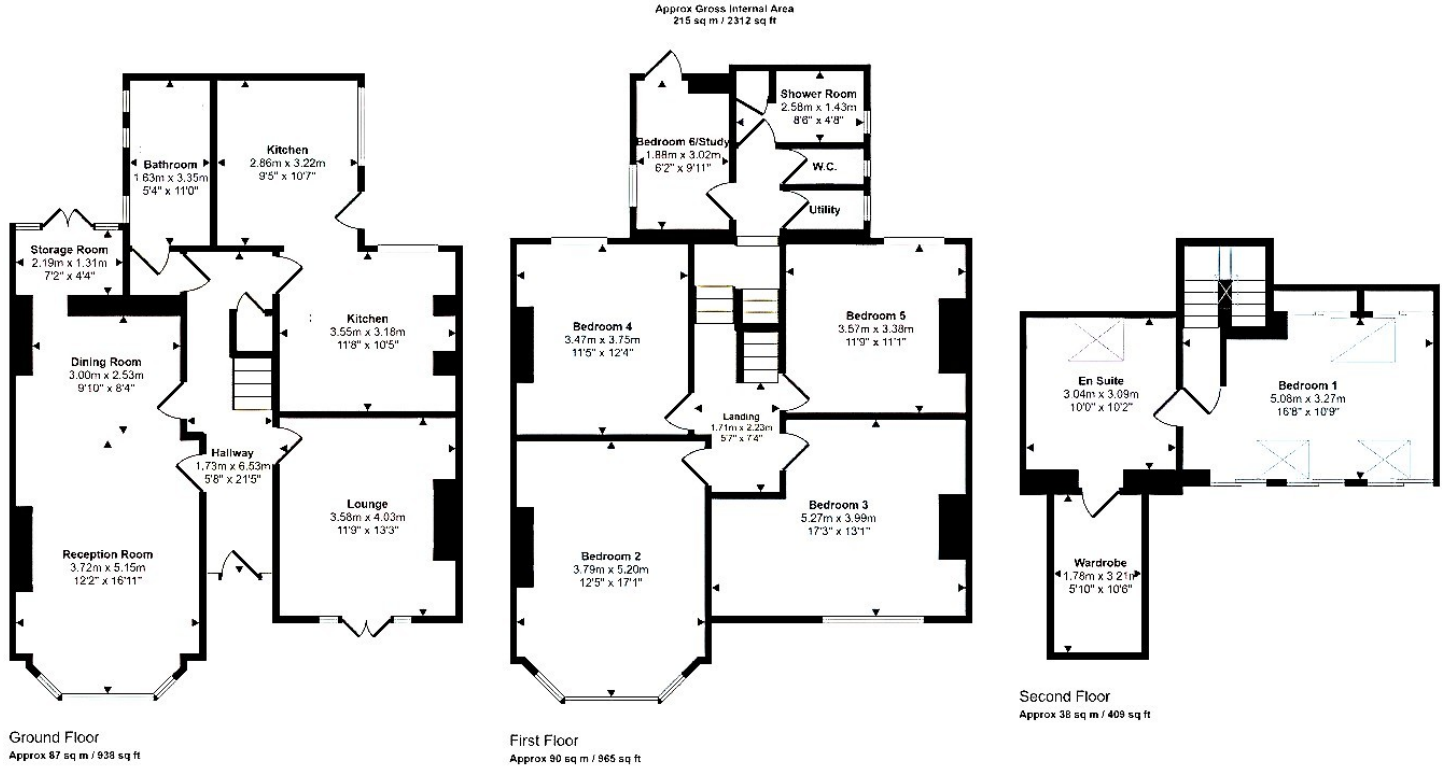 Approx Gross Internal Area
215 sq m / 2312 sq ft
Bathroom
1.63m x 3.35m
5'4" x 11'0"
Kitchen
2.86m x 3.22m
9'5" x 10'7"
Storage Room
2.19m x 1.31m
7'2" x 4'4"
Kitchen
3.55m x 3.18m
11'8" x 10'5"
Dining Room
3.00m x 2.53m
9'10" x 8'4"
Hallway
1.73m x 6.53m
5'8" x 21'5"
Lounge
3.58m x 4.03m
11'9" x 13'3"
Reception Room
3.72m x 5.15m
12'2" x 16'11"
Ground Floor
Approx 87 sq m / 938 sq ft
Shower Room
2.58m x 1.43m
8'6" x 4'8"
Bedroom 6/Study
1.88m x 3.02m
6'2" x 9'11"
W.C.
Utility
Bedroom 4
3.47m x 3.75m
11'5" x 12'4"
Bedroom 5
3.57m x 3.38m
11'9" x 11'1"
Landing
1.71m x 2.23m
5'7" x 7'4"
Bedroom 3
5.27m x 3.99m
17'3" x 13'1"
Bedroom 2
3.79m x 5.20m
12'5" x 17'1"
First Floor
Approx 90 sq m / 965 sq ft
En Suite
3.04m x 3.09m
10'0" x 10'2"
Bedroom 1
5.08m x 3.27m
16'8" x 10'9"
Wardrobe
1.78m x 3.21m
5'10" x 10'6"
Second Floor
Approx 38 sq m / 409 sq ft